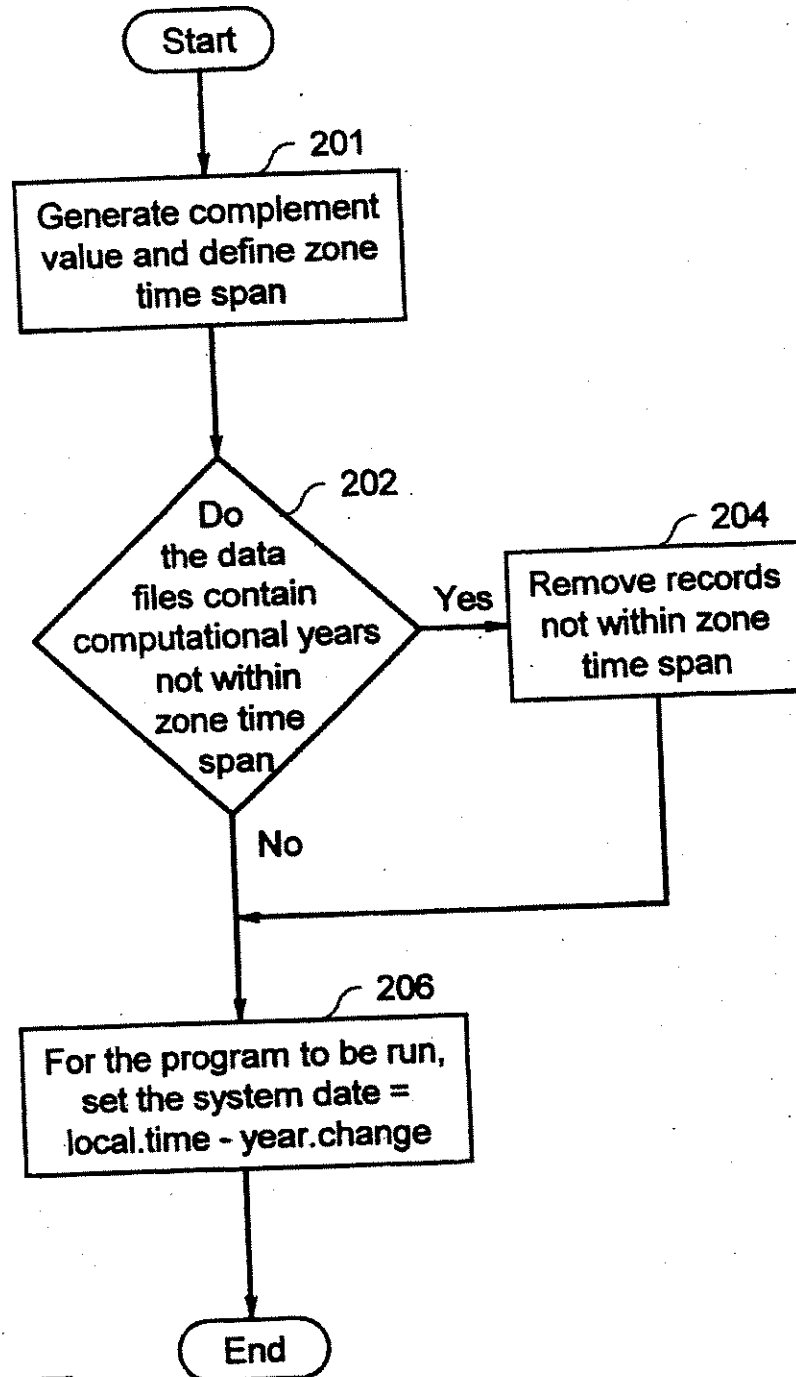 Start
201
Generate complement
value and define zone
time span
202
Do
the data
files contain
computational years
not within
zone time
span
Yes
204
Remove records
not within zone
time span
No
206
For the program to be run,
set the system date =
local.time - year.change
End